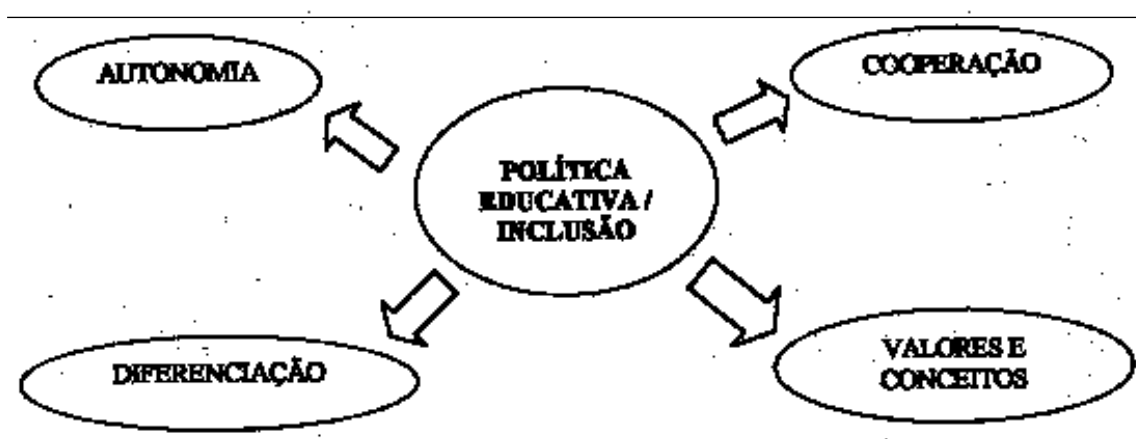 AUTONOMIA
COOPERAÇÃO
POLÍTICA
EDUCATIVA /
INCLUSÃO
DIFERENCIAÇÃO
VALORES E
CONCEITOS